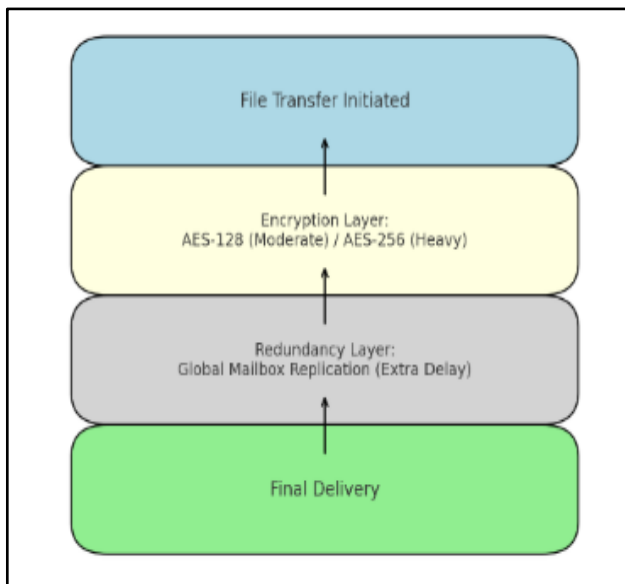 File Transfer Initiated
Encryption Layer:
AES-128 (Moderate) / AES-256 (Heavy)
Redundancy Layer:
Global Mailbox Replication (Extra Delay)
Final Delivery